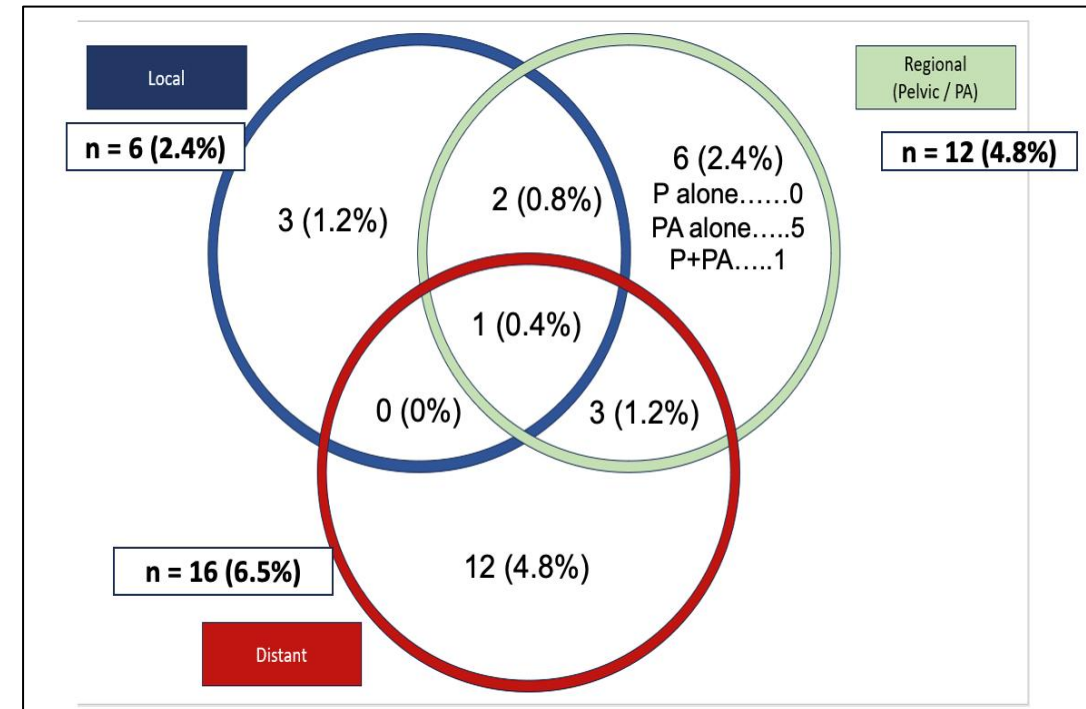 Local
n = 6 (2.4%)
Regional
(Pelvic / PA)
n = 12 (4.8%)
3 (1.2%)
2 (0.8%)
6 (2.4%)
P alone......0
PA alone.....5
P+PA.....1
1 (0.4%)
0 (0%)
3 (1.2%)
12 (4.8%)
n = 16 (6.5%)
Distant